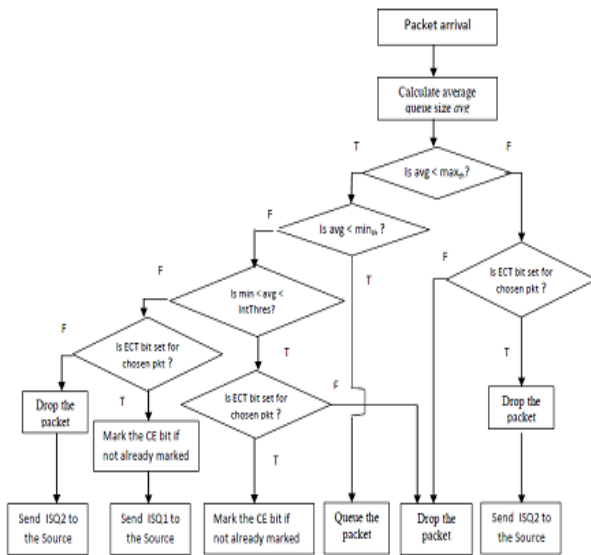 Packet arrival
Calculate average
queue size avg
T
F
Is avg < maxth?
F
Is avg < minth ?
F
T
Is ECT bit set for
chosen pkt ?
F
Is min < avg <
IntThres?
F
T
T
Is ECT bit set for
chosen pkt ?
T
Is ECT bit set for
chosen pkt ?
F
Drop the
packet
Drop the
packet
Mark the CE bit if
not already marked
T
Send ISQ2 to
the Source
Send ISQ1 to
the Source
Mark the CE bit if
not already marked
Queue the
packet
Drop the
packet
Send ISQ2 to
the Source